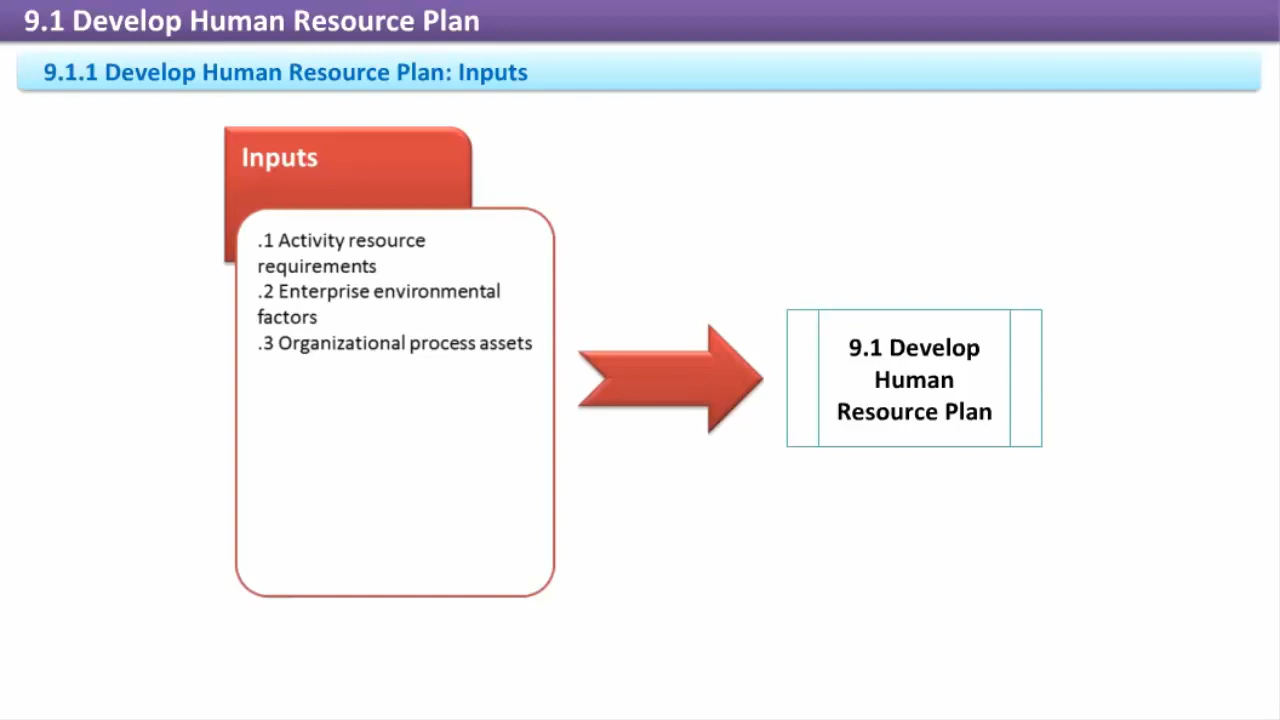 9.1 Develop Human Resource Plan
9.1.1 Develop Human Resource Plan: Inputs
Inputs
.1 Activity resource
requirements
.2 Enterprise environmental
factors
.3 Organizational process assets
9.1 Develop
Human
Resource Plan